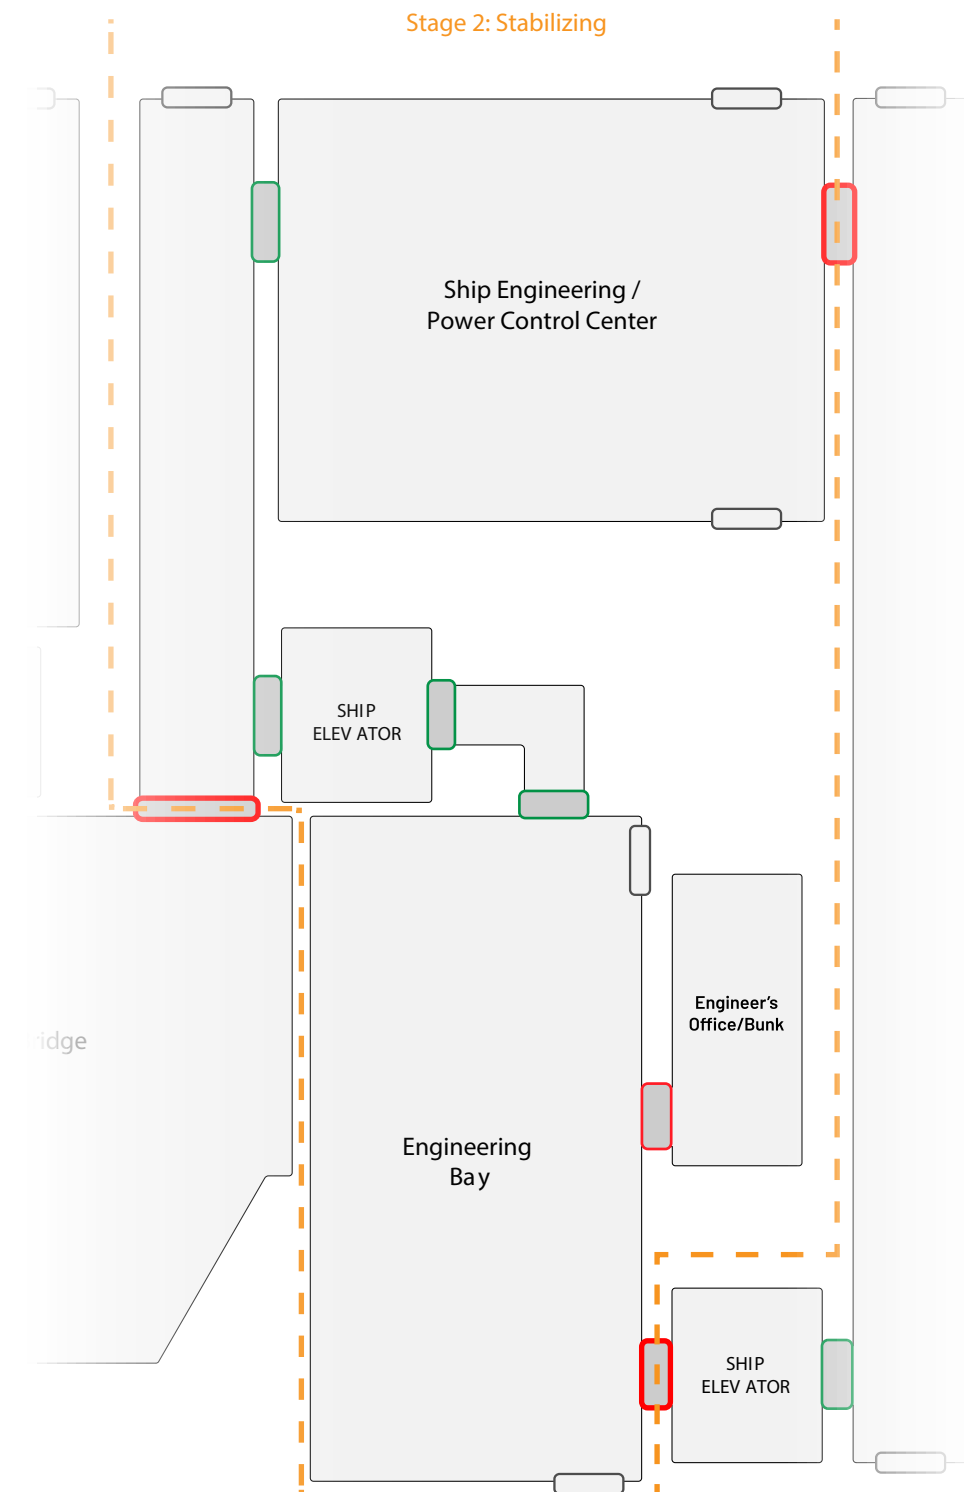 Stage 2: Stabilizing
Ship Engineering /
Power Control Center
SHIP
ELEV ATOR
Engineer's
Office/Bunk
ridge
Engineering
Bay
SHIP
ELEV ATOR